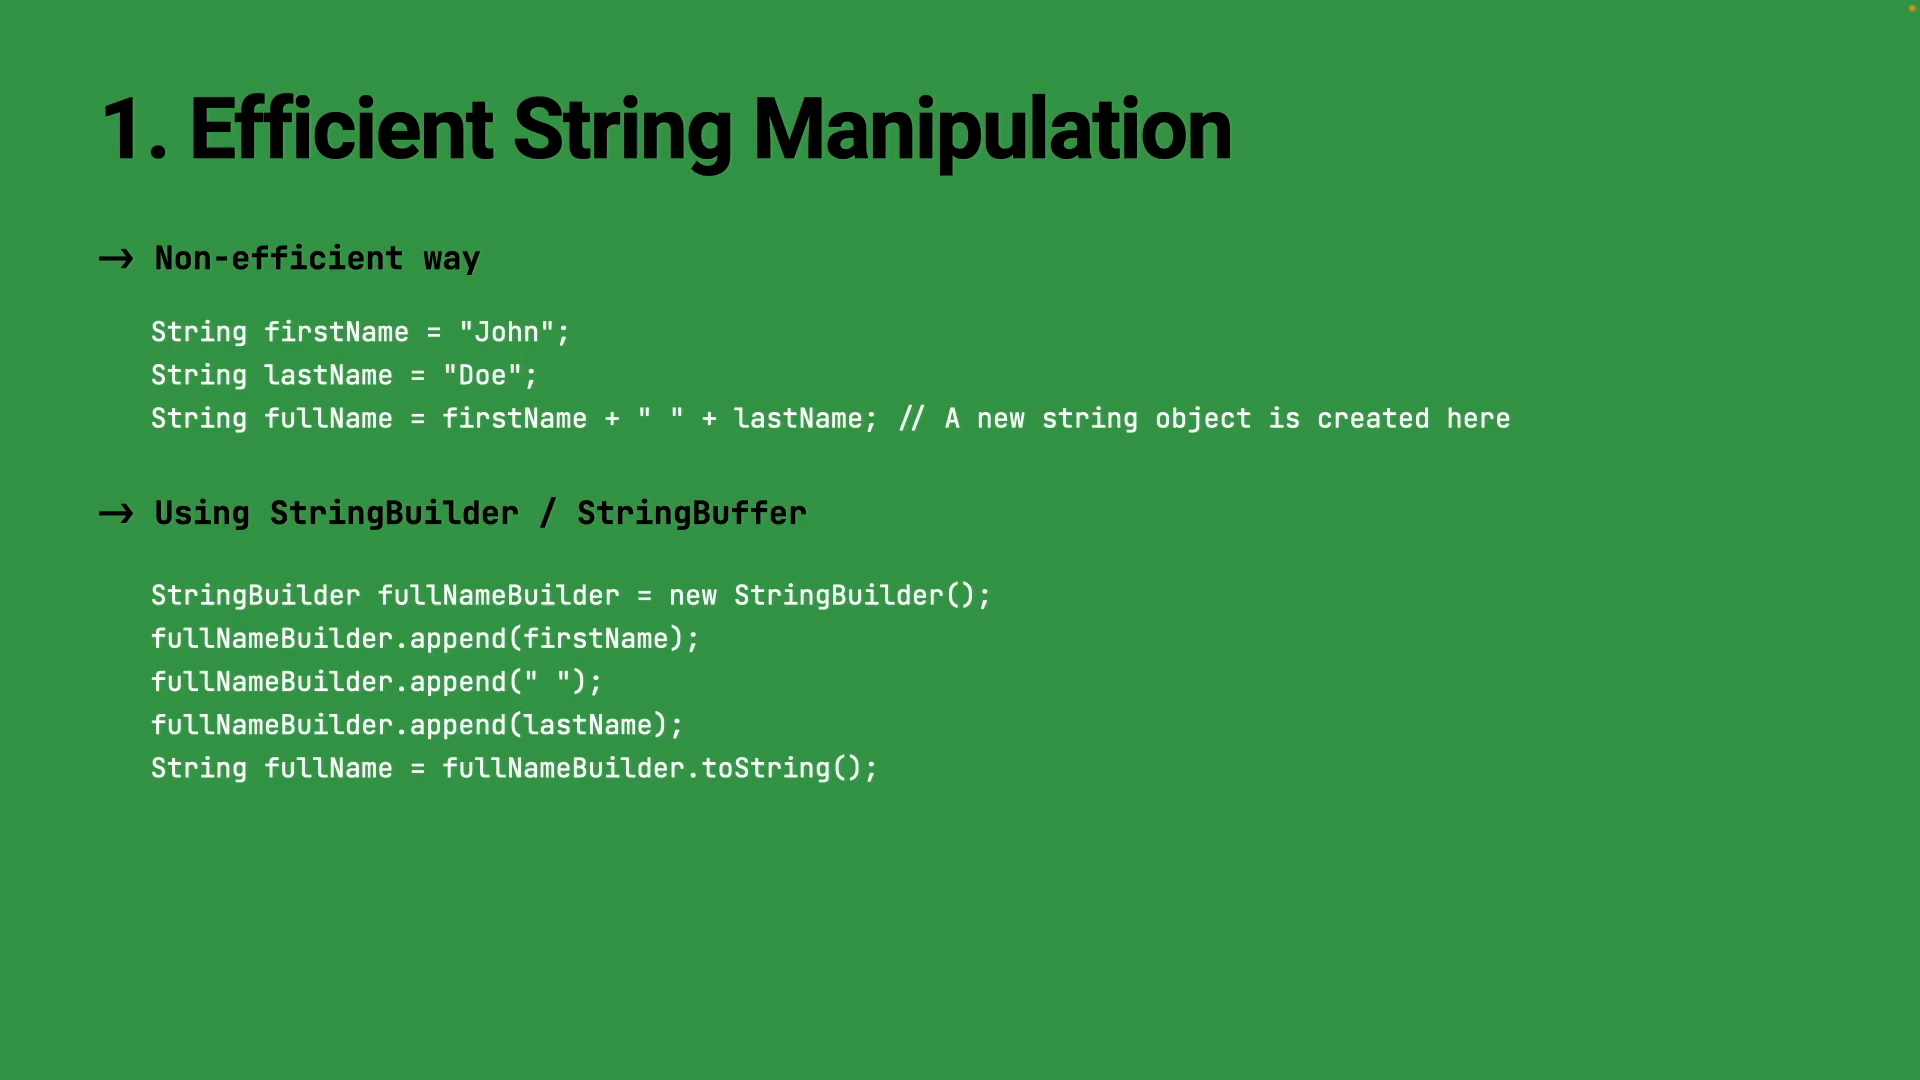 1. Efficient String Manipulation
→ Non-efficient way
String firstName = "John";
String lastName = "Doe";
String fullName = firstName + " " + lastName; // A new string object is created here
→ Using StringBuilder / StringBuffer
StringBuilder fullNameBuilder = new StringBuilder();
fullNameBuilder.append(firstName);
fullNameBuilder.append(" ");
fullNameBuilder.append(lastName);
String fullName = fullNameBuilder.toString();